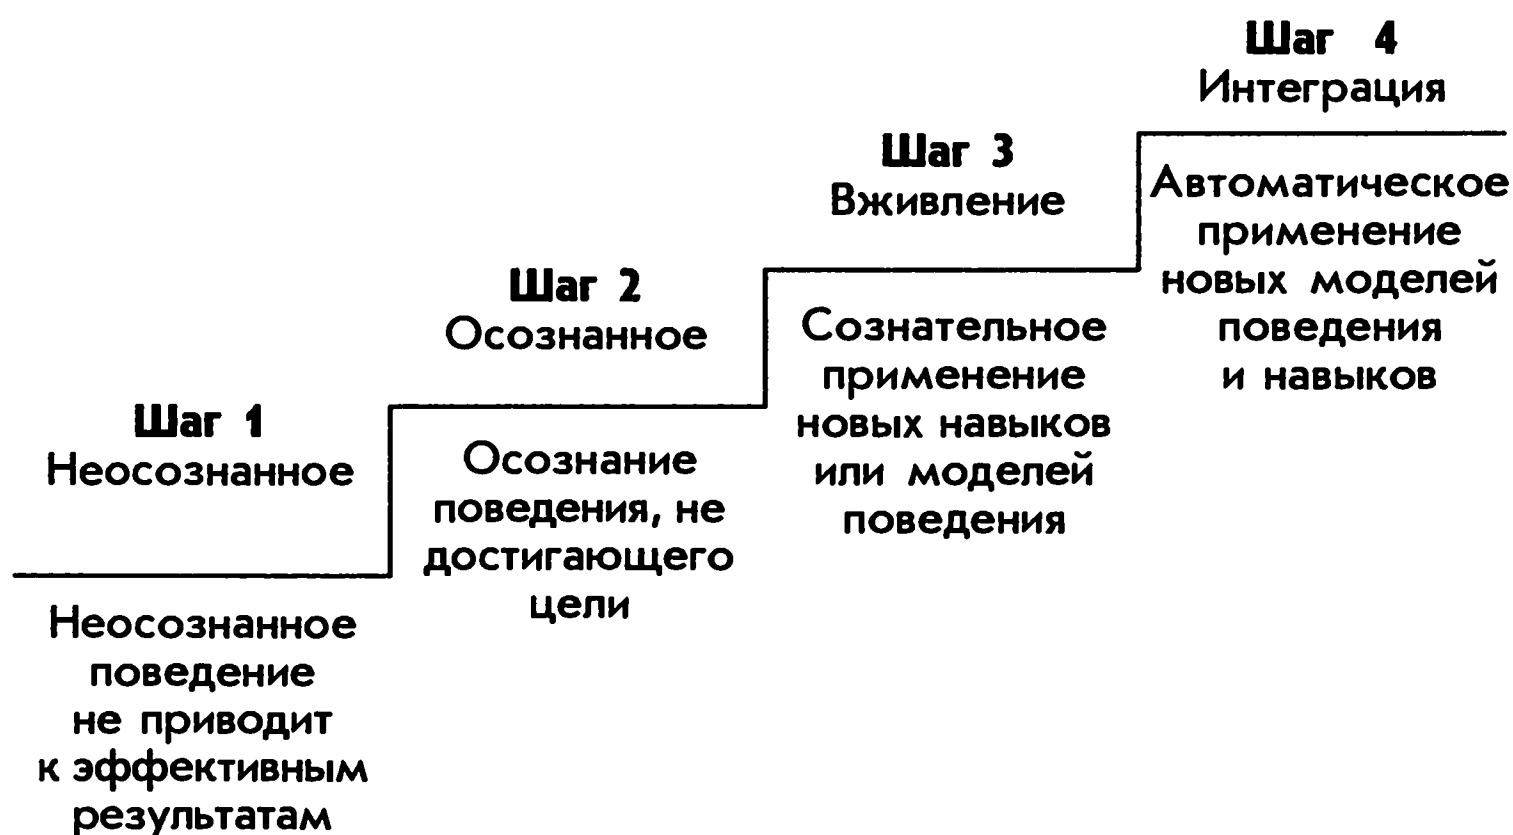 Шаг 1
Неосознанное
Неосознанное
поведение
не приводит
к эффективным
результатам
Шаг 2
Осознанное
Осознание
поведения, не
достигающего
цели
Шаг 3
Вживление
Сознательное
применение
новых навыков
или моделей
поведения
Шаг 4
Интеграция
Автоматическое
применение
новых моделей
поведения
и навыков